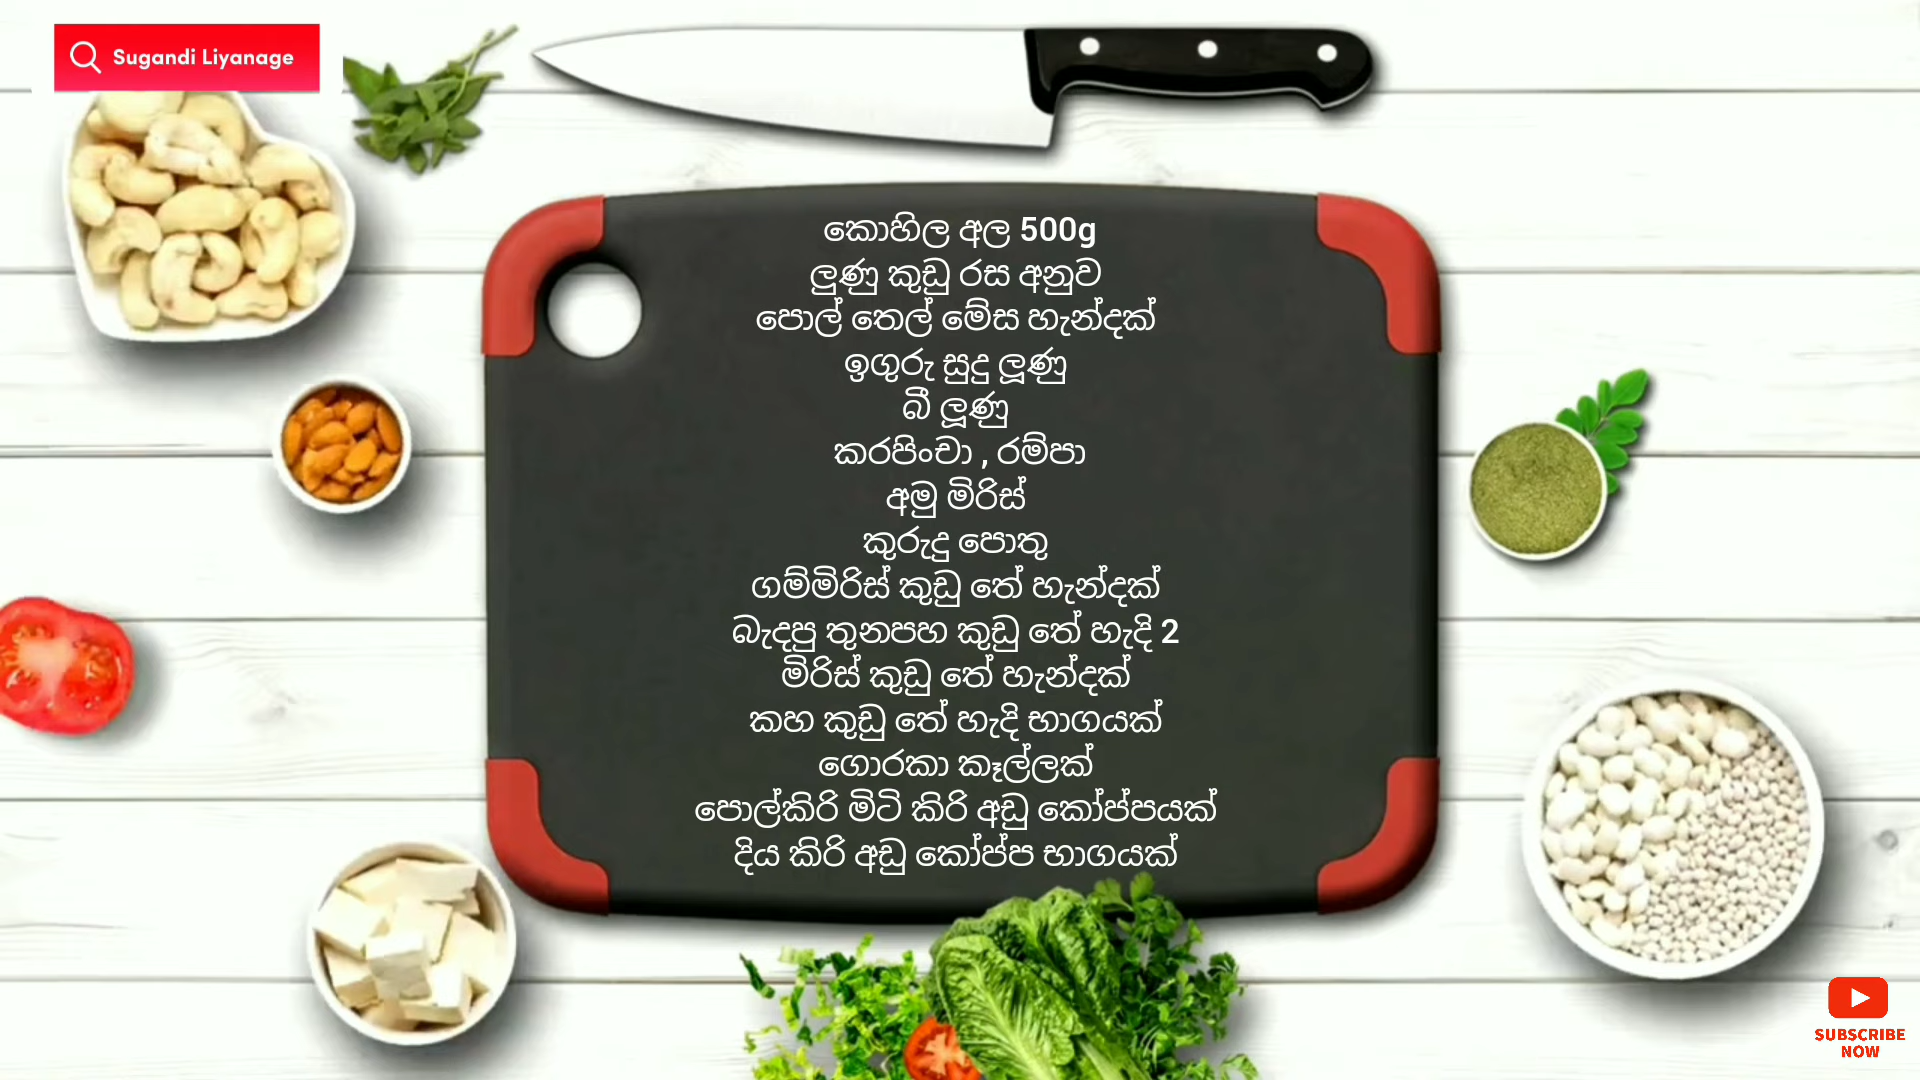 Sugandi Liyanage
කොහිල අල 500g
ලුණු කුඩු රස අනුව
පොල් තෙල් මේස හැන්දක්
ඉගුරු සුදු ලූණු
බී ලූණු
කරපිංචා , රම්පා
අමු මිරිස්
කුරුදු පොතු
ගම්මිරිස් කුඩු තේ හැන්දක්
බැදපු තුනපහ කුඩු තේ හැදි 2
මිරිස් කුඩු තේ හැන්දක්
කහ කුඩු තේ හැදි භාගයක්
ගොරකා කෑල්ලක්
පොල්කිරි මිටි කිරි අඩු කෝප්පයක්
දිය කිරි අඩු කෝප්ප භාගයක්
SUBSCRIBE
NOW